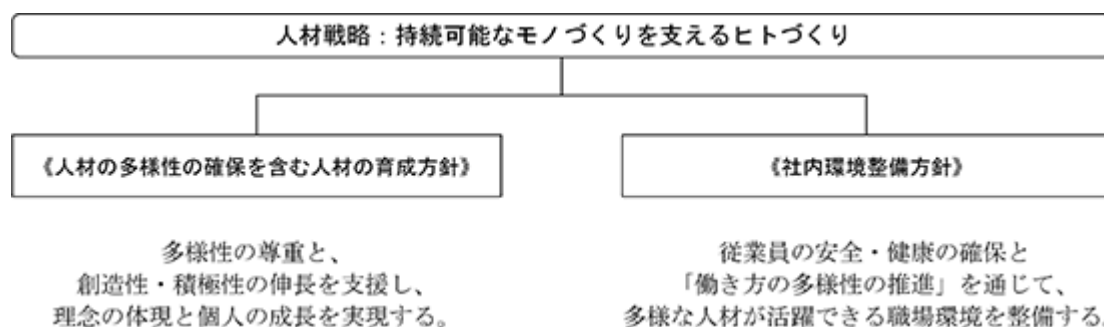 人材戦略：持続可能なモノづくりを支えるヒトづくり
《人材の多様性の確保を含む人材の育成方針》
多様性の尊重と、
創造性・積極性の伸長を支援し、
理念の体現と個人の成長を実現する。
《社内環境整備方針》
従業員の安全・健康の確保と
「働き方の多様性の推進」を通じて、
多様な人材が活躍できる職場環境を整備する。